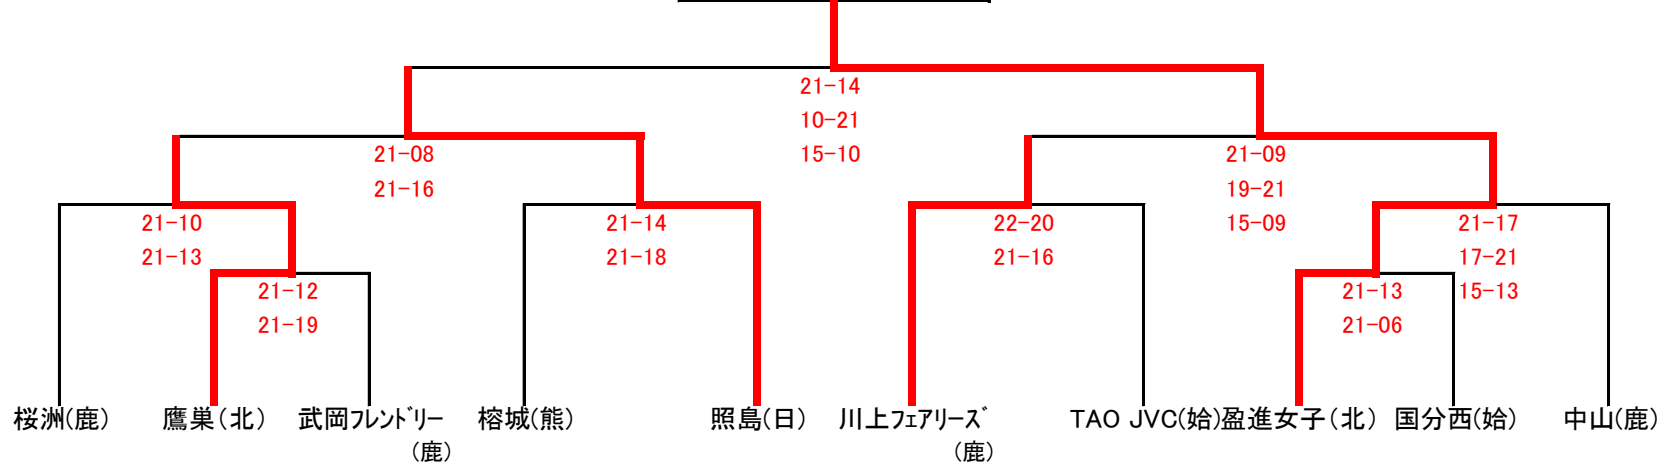 21-14
10-21
15-10
21-08
21-16
21-09
19-21
15-09
21-10
21-13
21-14
21-18
22-20
21-16
21-17
17-21
15-13
21-12
21-19
21-13
21-06
桜洲(鹿)
鷹巣(北)
武岡ﾌﾚﾝﾄﾞﾘｰ
(鹿)
榕城(熊)
照島(日)
川上ﾌｪｱﾘｰｽﾞ
(鹿)
TAO JVC(姶)
盈進女子(北)
国分西(姶)
中山(鹿)